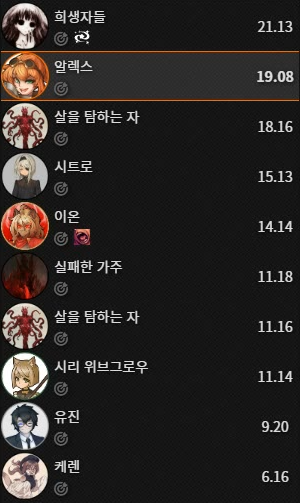 희생자들
21.13
알렉스
19.08
살을 탐하는 자
18.16
시트로
15.13
이온
14.14
실패한 가주
11.18
살을 탐하는 자
11.16
시리 위브그로우
11.14
유진
9.20
케렌
6.16